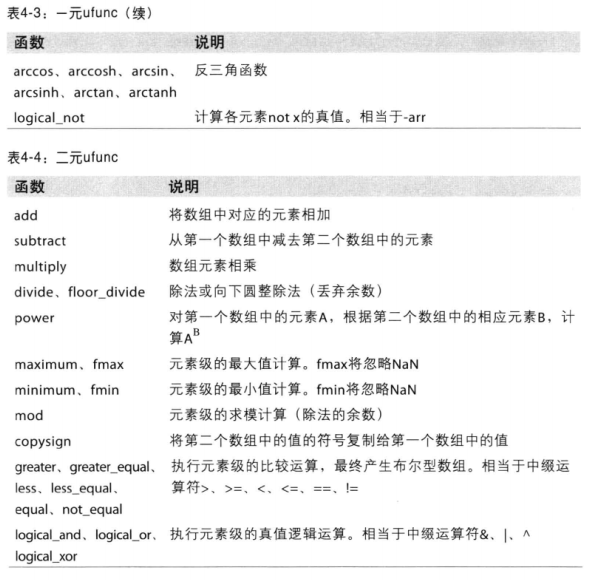 表4-3：一元ufunc（续）
函数 说明
arccos、arccosh、arcsin、 反三角函数
arcsinh、arctan、arctanh
logical_not 计算各元素not x的真值。相当于-arr
表4-4：二元ufunc
函数 说明
add 将数组中对应的元素相加
subtract 从第一个数组中减去第二个数组中的元素
multiply 数组元素相乘
divide、floor_divide 除法或向下圆整除法（丢弃余数）
power 对第一个数组中的元素A，根据第二个数组中的相应元素B，计
算A^B
maximum、fmax 元素级的最大值计算。fmax将忽略NaN
minimum、fmin 元素级的最小值计算。fmin将忽略NaN
mod 元素级的求模计算（除法的余数）
copysign 将第二个数组中的值的符号复制给第一个数组中的值
greater、greater_equal、 执行元素级的比较运算，最终产生布尔型数组。相当于中缀运
less、less_equal、 算符>、>=、<、<=、==、!=
equal、not_equal
logical_and、logical_or、 执行元素级的真值逻辑运算。相当于中缀运算符&、|、^
logical_xor